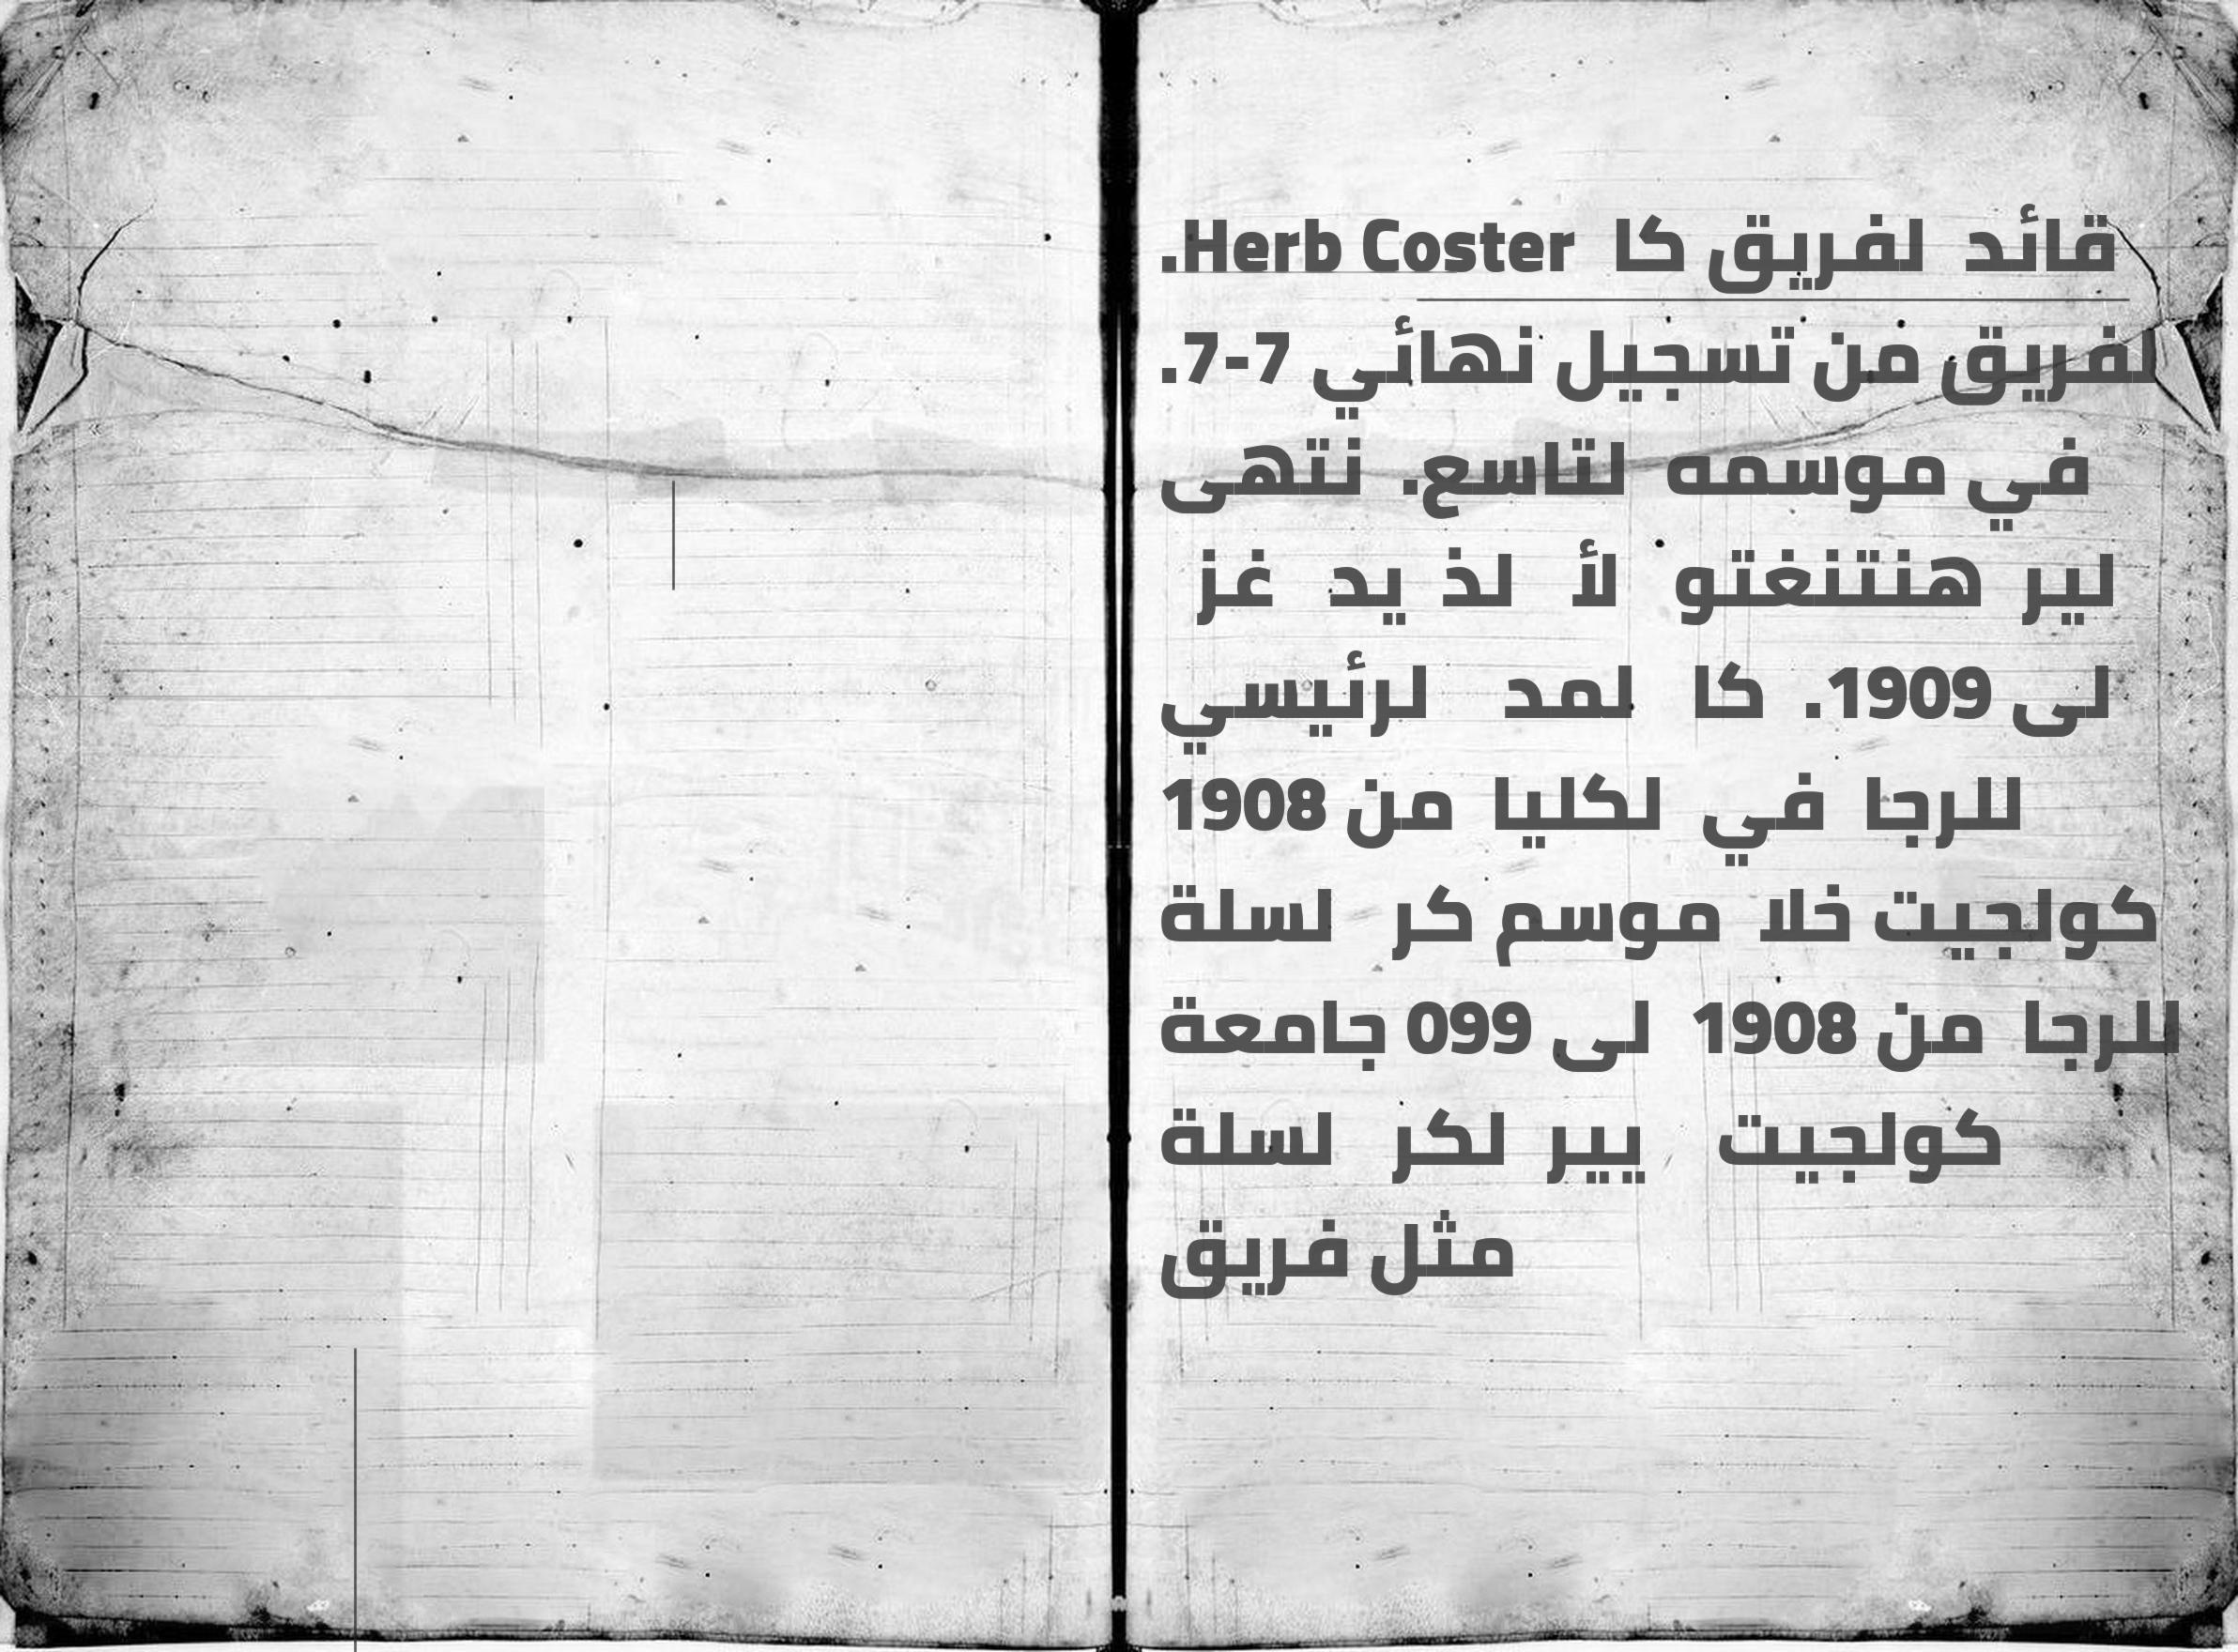 قائد لفريق كا Herb Coster.
لفريق من تسجيل نهائي 7-7.
في موسمه لتاسع. نتهى
لير هنتنغتو لأ لذ يد غز
لى 1909. كا لمد لرئيسي
للرجا في لكليا من 1908
كولجيت خلا موسم كر لسلة
للرجا من 1908 لى 099 جامعة
كولجيت يير لكر لسلة
مثل فريق